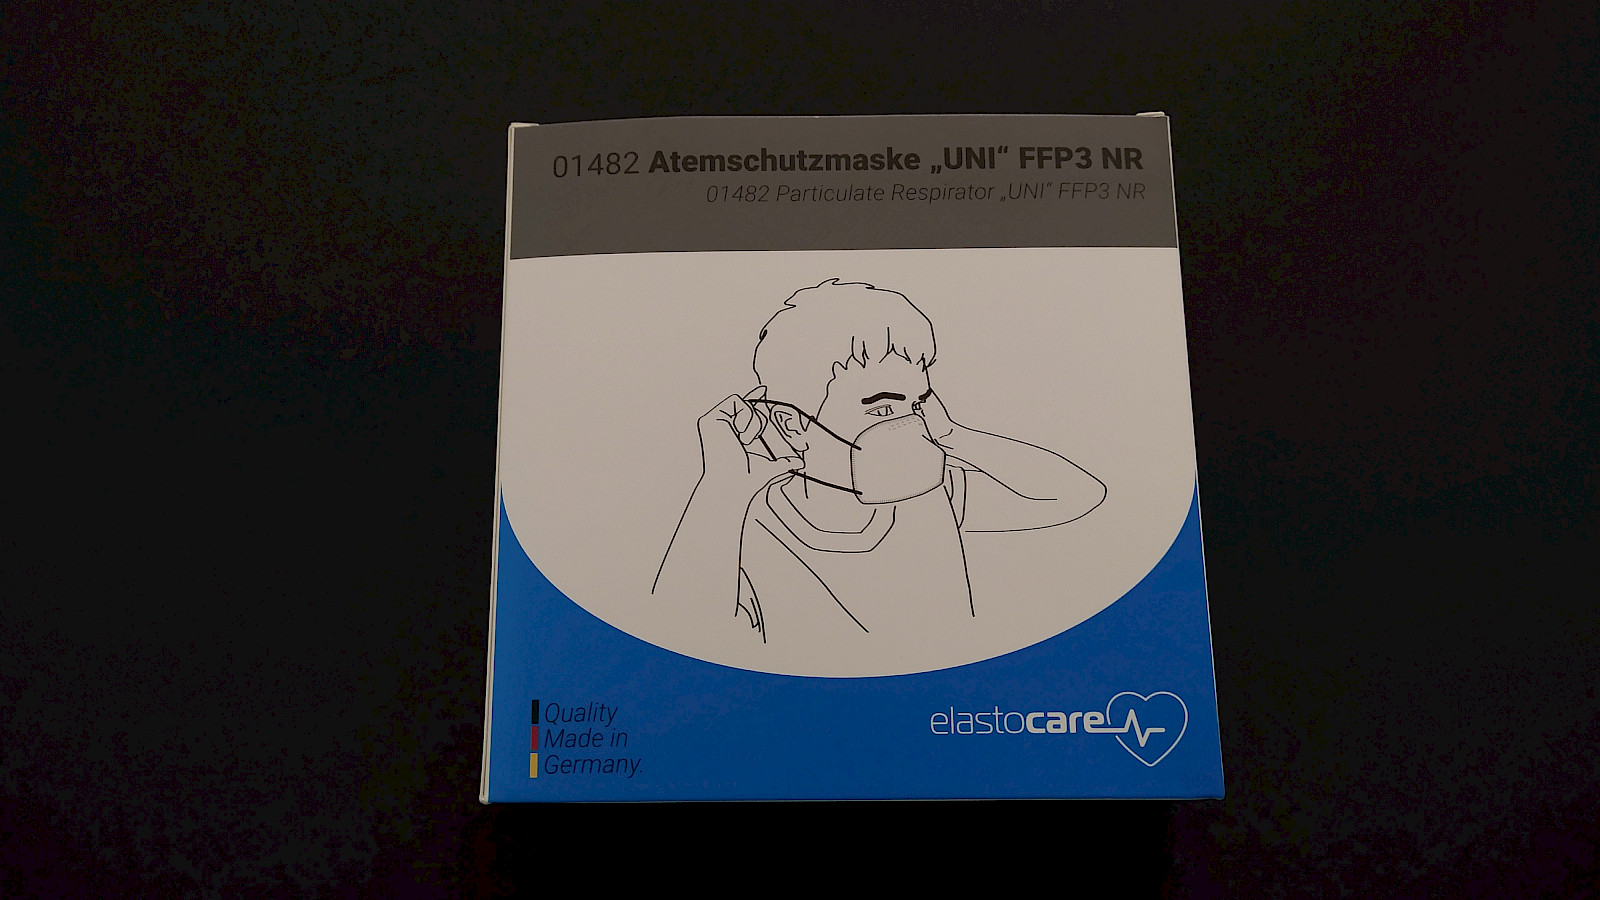 01482 Atemschutzmaske „UNI“ FFP3 NR
01482 Particulate Respirator „UNI“ FFP3 NR
Quality
Made in
Germany.
elastocare